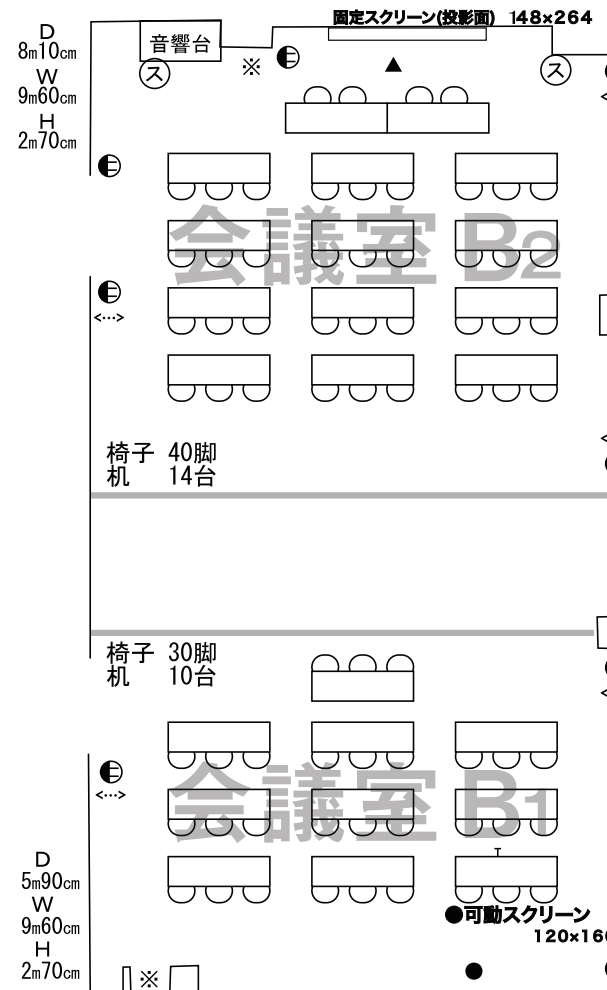 固定スクリーン(投影面) 148×264
D
8m10cm
W
9m60cm
H
2m70cm
音響台
ス
※
ス
会議室 B2
椅子 40脚
机 14台
椅子 30脚
机 10台
会議室 B1
D
5m90cm
W
9m60cm
H
2m70cm
●可動スクリーン
120×160
※